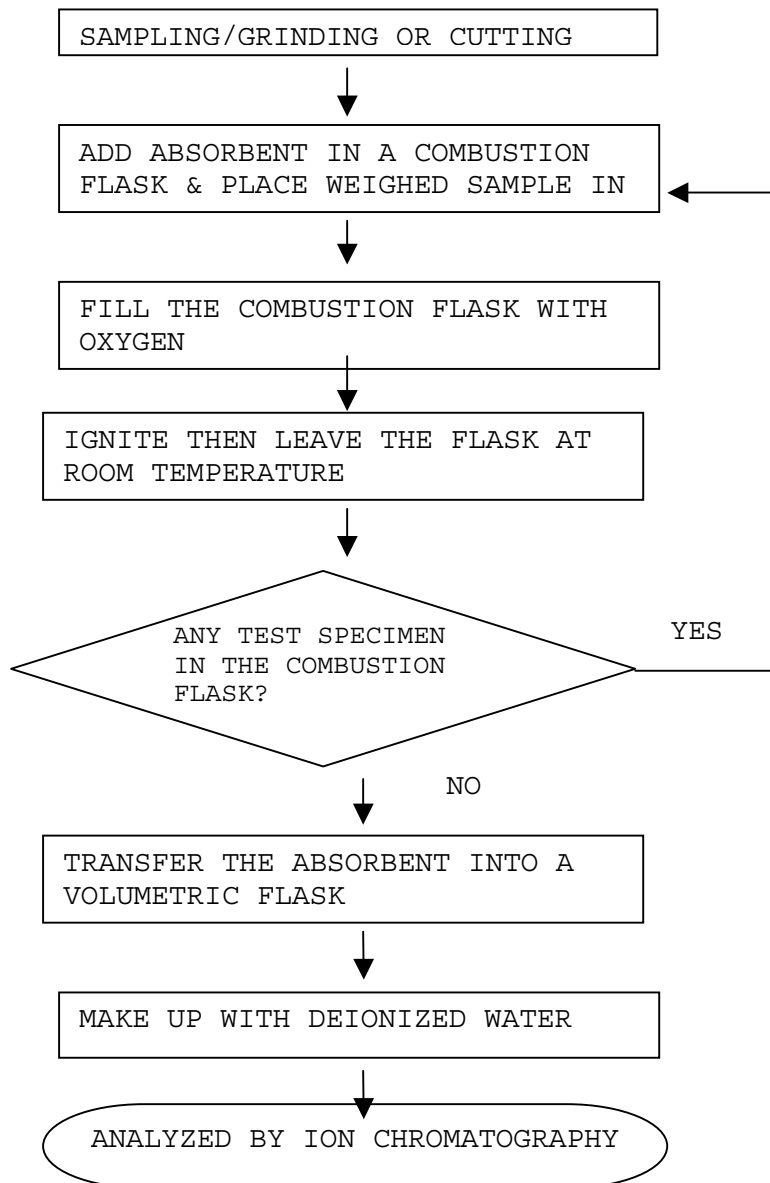 SAMPLING/GRINDING OR CUTTING
ADD ABSORBENT IN A COMBUSTION
FLASK & PLACE WEIGHED SAMPLE IN
FILL THE COMBUSTION FLASK WITH
OXYGEN
IGNITE THEN LEAVE THE FLASK AT
ROOM TEMPERATURE
ANY TEST SPECIMEN
IN THE COMBUSTION
FLASK?
YES
NO
TRANSFER THE ABSORBENT INTO A
VOLUMETRIC FLASK
MAKE UP WITH DEIONIZED WATER
ANALYZED BY ION CHROMATOGRAPHY